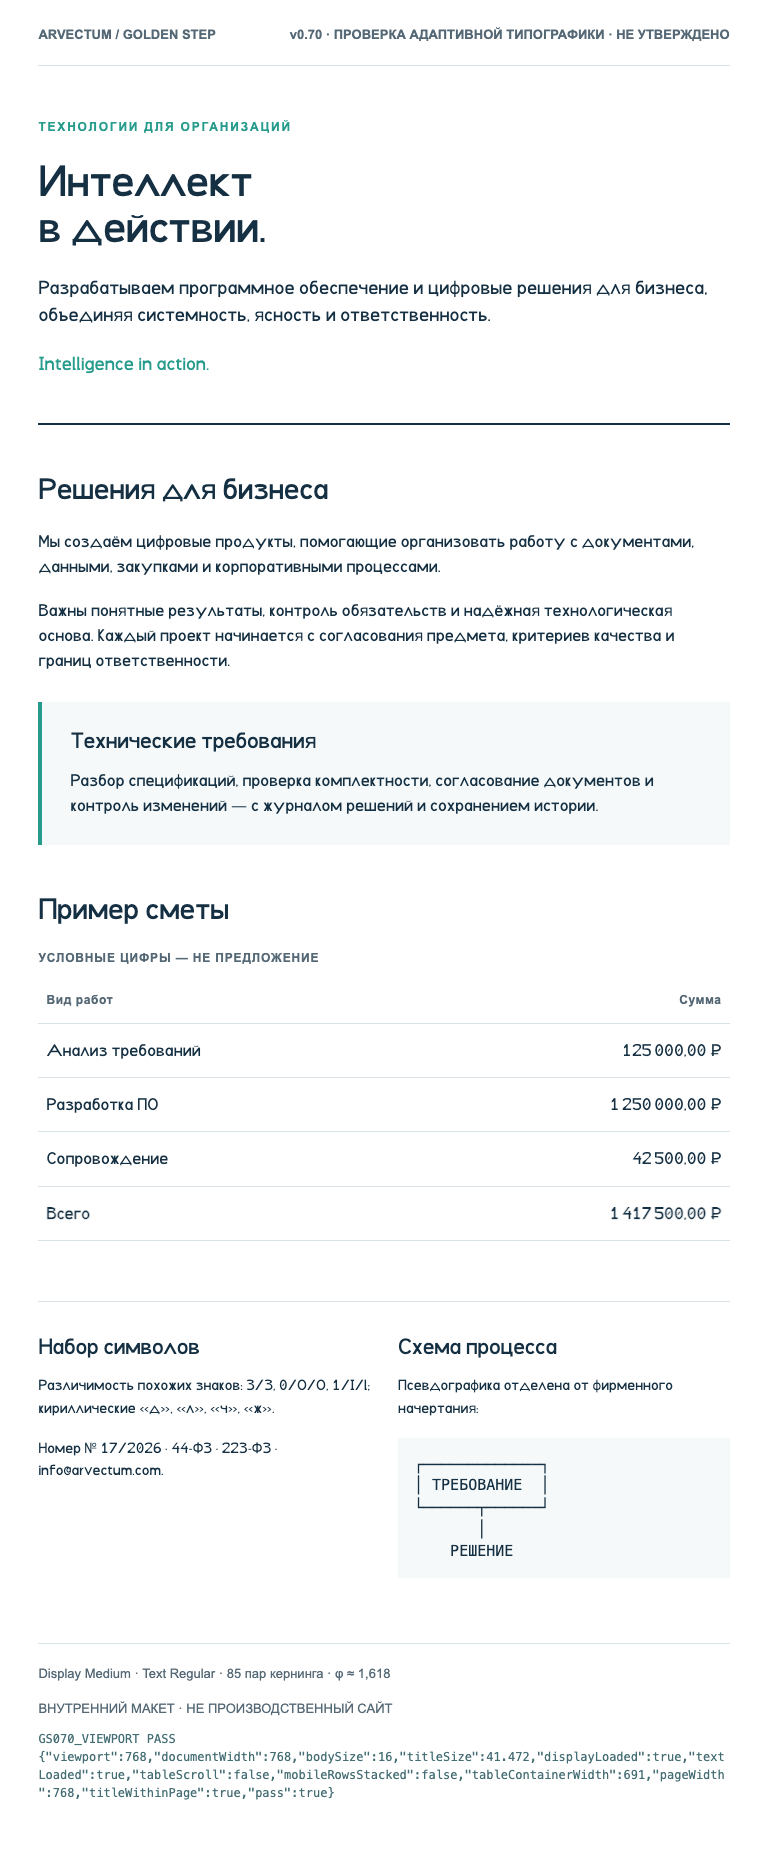 ARVECTUM / GOLDEN STEP
v0.70 · ПРОВЕРКА АДАПТИВНОЙ ТИПОГРАФИКИ · НЕ УТВЕРЖДЕНО
ТЕХНОЛОГИИ ДЛЯ ОРГАНИЗАЦИЙ
Интеллект
в действии.
Разрабатываем программное обеспечение и цифровые решения для бизнеса,
объединяя системность, ясность и ответственность.
Intelligence in action.
Решения для бизнеса
Мы создаём цифровые продукты, помогающие организовать работу с документами,
данными, закупками и корпоративными процессами.
Важны понятные результаты, контроль обязательств и надёжная технологическая
основа. Каждый проект начинается с согласования предмета, критериев качества и
границ ответственности.
Технические требования
Разбор спецификаций, проверка комплектности, согласование документов и
контроль изменений — с журналом решений и сохранением истории.
Пример сметы
УСЛОВНЫЕ ЦИФРЫ — НЕ ПРЕДЛОЖЕНИЕ
Вид работ Сумма
Анализ требований 125 000,00 ₽
Разработка ПО 1 250 000,00 ₽
Сопровождение 42 500,00 ₽
Всего 1 417 500,00 ₽
Набор символов
Различимость похожих знаков: З/3, 0/О/O, 1/I/l;
кириллические «д», «л», «ч», «ж».
Номер № 17/2026 · 44-ФЗ · 223-ФЗ ·
info@arvectum.com.
Схема процесса
Псевдографика отделена от фирменного
начертания:
ТРЕБОВАНИЕ
РЕШЕНИЕ
Display Medium · Text Regular · 85 пар кернинга · φ ≈ 1,618
ВНУТРЕННИЙ МАКЕТ · НЕ ПРОИЗВОДСТВЕННЫЙ САЙТ
GS070_VIEWPORT PASS
{"viewport":768,"documentWidth":768,"bodySize":16,"titleSize":41.472,"displayLoaded":true,"text
Loaded":true,"tableScroll":false,"mobileRowsStacked":false,"tableContainerWidth":691,"pageWidth
":768,"titleWithinPage":true,"pass":true}